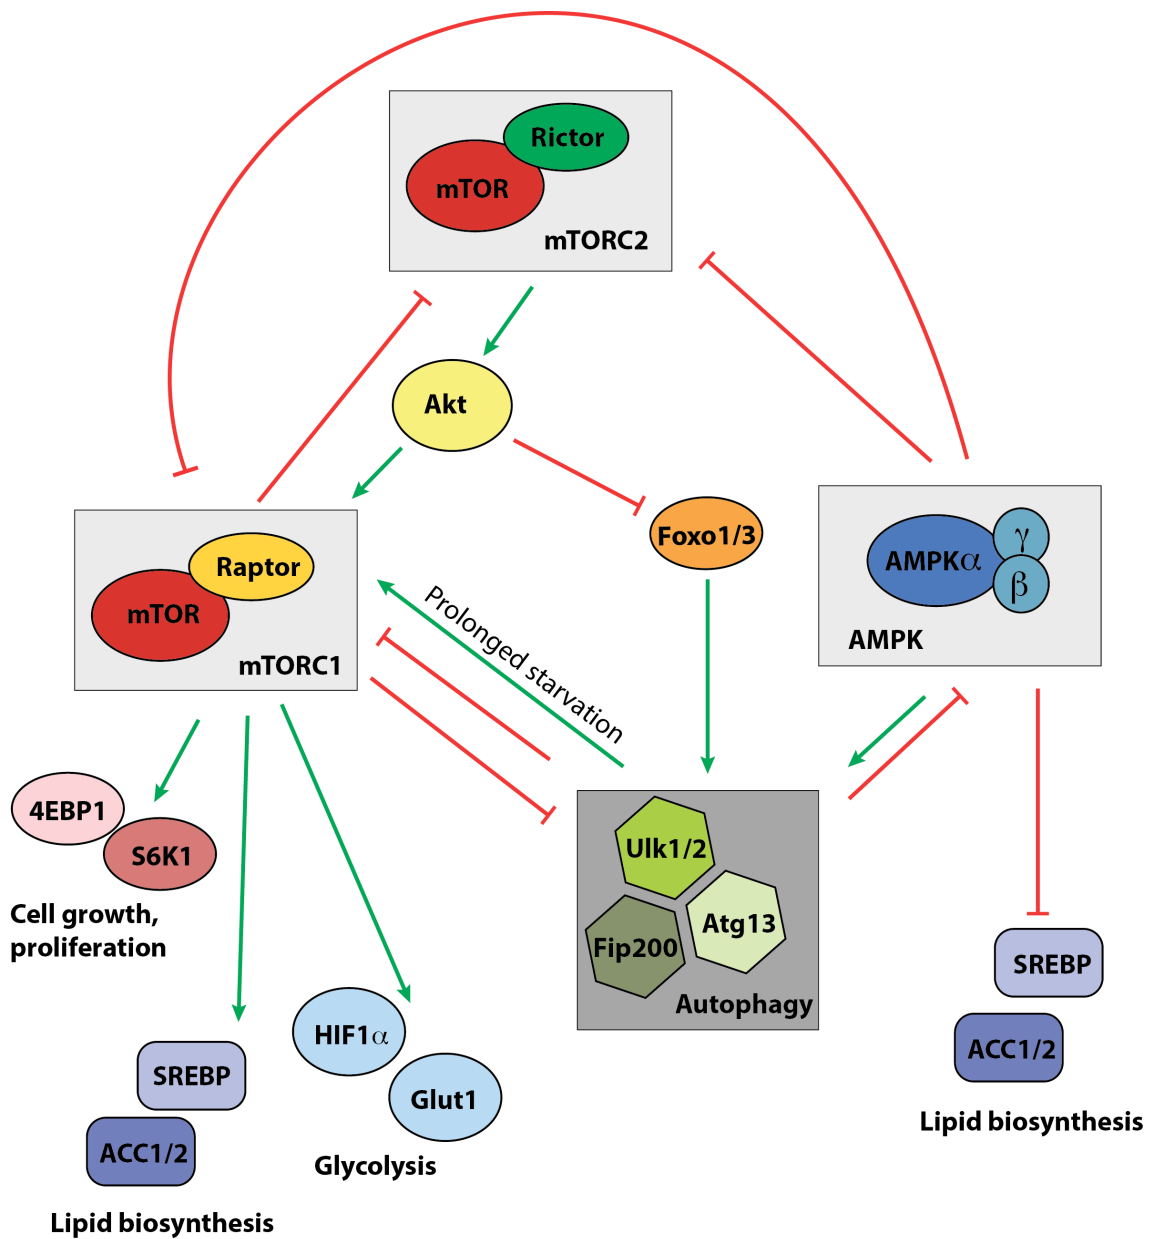 Rictor
mTOR
mTORC2
Akt
Foxo1/3
Raptor
mTOR
mTORC1
AMPKα
γ
β
AMPK
Prolonged starvation
4EBP1
S6K1
Cell growth,
proliferation
Ulk1/2
Atg13
Fip200
Autophagy
SREBP
ACC1/2
Lipid biosynthesis
HIF1α
Glut1
Glycolysis
SREBP
ACC1/2
Lipid biosynthesis